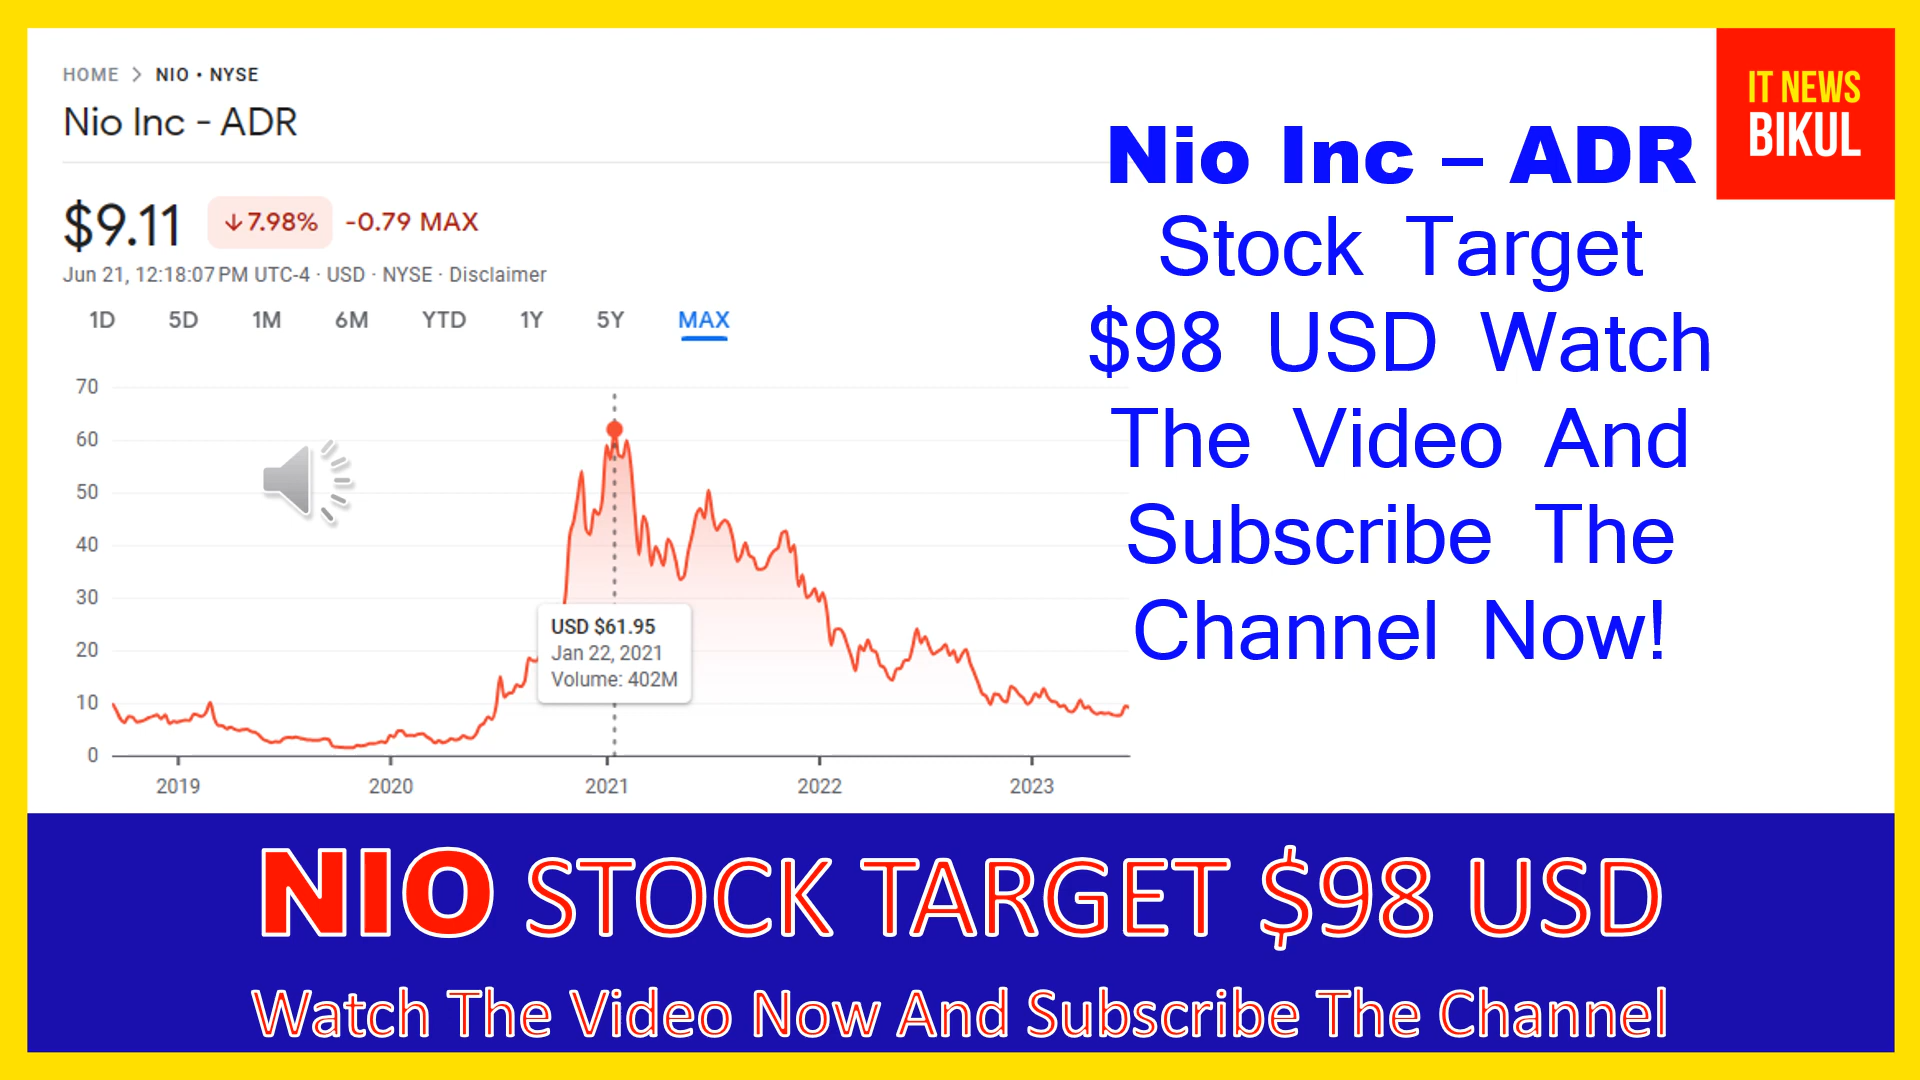 HOME > NIO • NYSE
Nio Inc - ADR
$9.11 ↓7.98% -0.79 MAX
Jun 21, 12:18:07 PM UTC-4 · USD · NYSE · Disclaimer
1D 5D 1M 6M YTD 1Y 5Y MAX
70
60
50
40
30
20
10
0
USD $61.95
Jan 22, 2021
Volume: 402M
2019 2020 2021 2022 2023
Nio Inc – ADR
Stock Target
$98 USD Watch
The Video And
Subscribe The
Channel Now!
IT NEWS
BIKUL
NIO STOCK TARGET $98 USD
Watch The Video Now And Subscribe The Channel